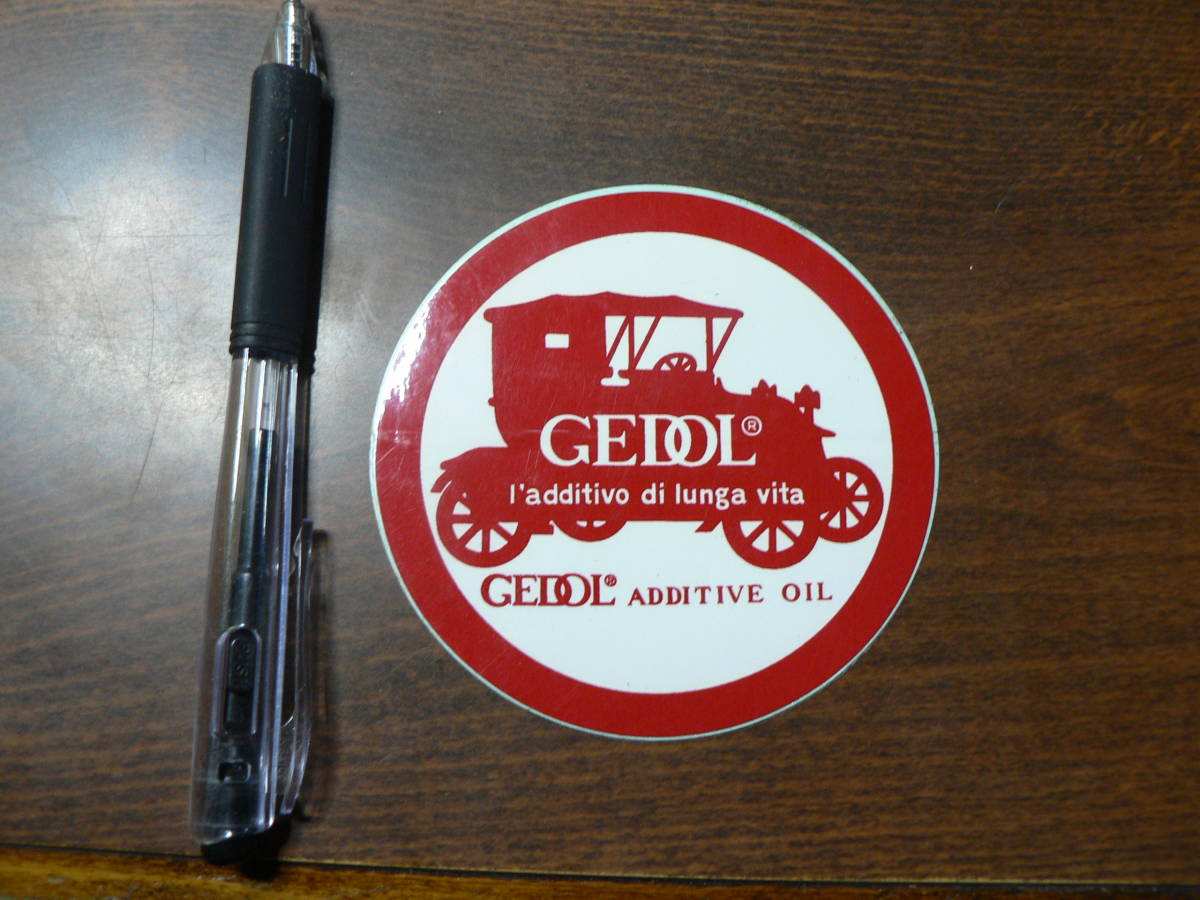 GEDOL®
l'additivo di lunga vita
GEDOL® ADDITIVE OIL